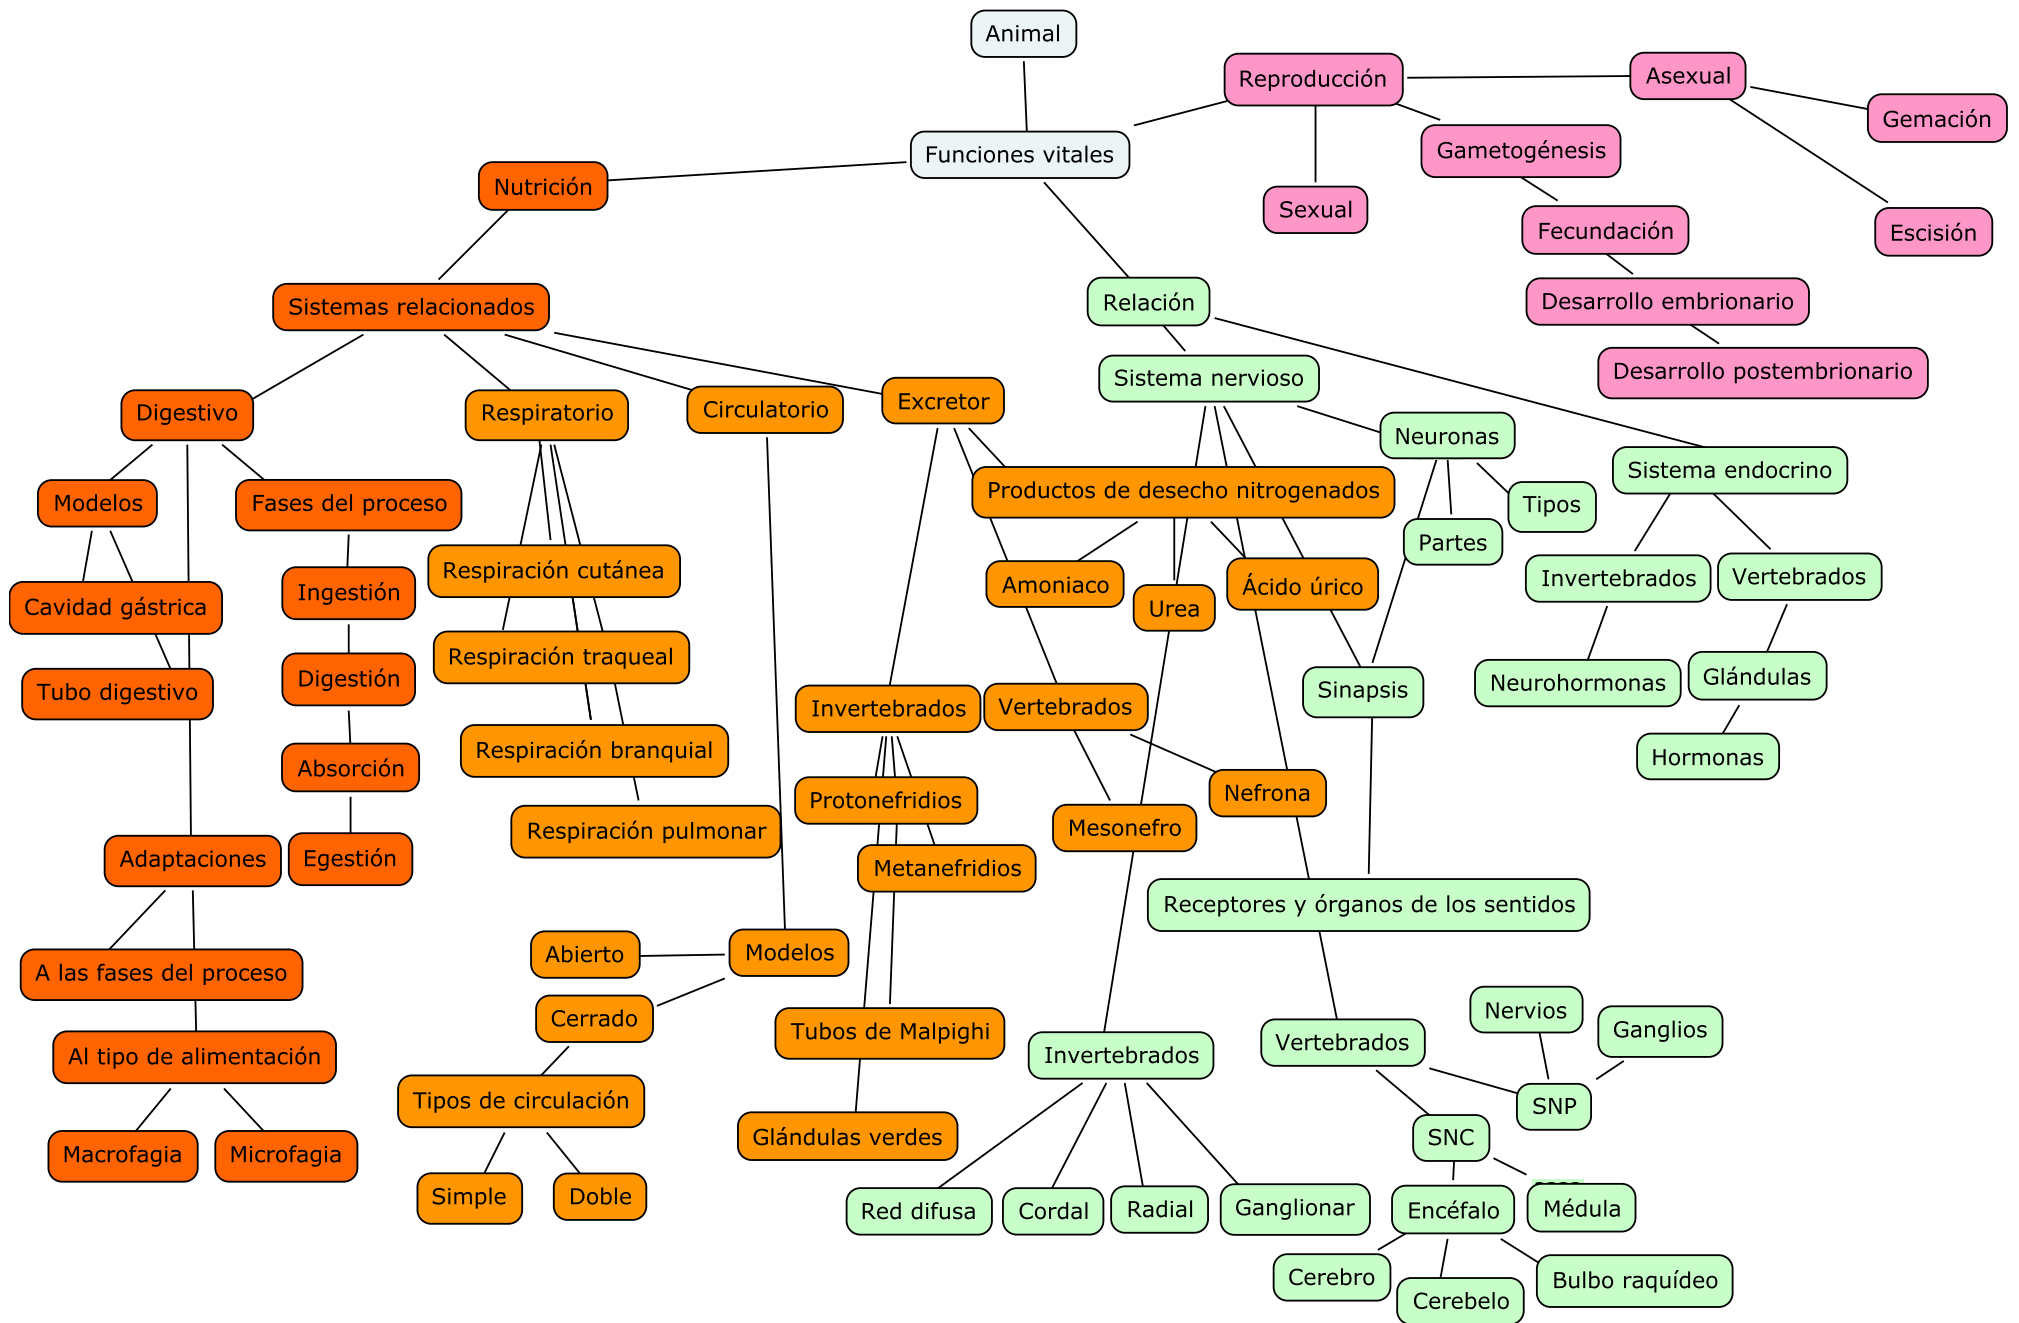 Animal
Reproducción
Asexual
Gemación
Funciones vitales
Gametogénesis
Nutrición
Sexual
Fecundación
Escisión
Sistemas relacionados
Relación
Desarrollo embrionario
Sistema nervioso
Desarrollo postembrionario
Digestivo
Respiratorio
Circulatorio
Excretor
Neuronas
Sistema endocrino
Modelos
Fases del proceso
Productos de desecho nitrogenados
Tipos
Partes
Respiración cutánea
Ingestión
Amoniaco
Ácido úrico
Invertebrados
Vertebrados
Cavidad gástrica
Urea
Respiración traqueal
Digestión
Tubo digestivo
Sinapsis
Neurohormonas
Glándulas
Invertebrados
Vertebrados
Respiración branquial
Hormonas
Absorción
Protonefridios
Nefrona
Respiración pulmonar
Mesonefro
Adaptaciones
Egestión
Metanefridios
Receptores y órganos de los sentidos
Abierto
Modelos
A las fases del proceso
Cerrado
Tubos de Malpighi
Nervios
Ganglios
Al tipo de alimentación
Invertebrados
Vertebrados
Tipos de circulación
SNP
Glándulas verdes
SNC
Macrofagia
Microfagia
Simple
Doble
Red difusa
Cordal
Radial
Ganglionar
Encéfalo
Médula
Cerebro
Cerebelo
Bulbo raquídeo